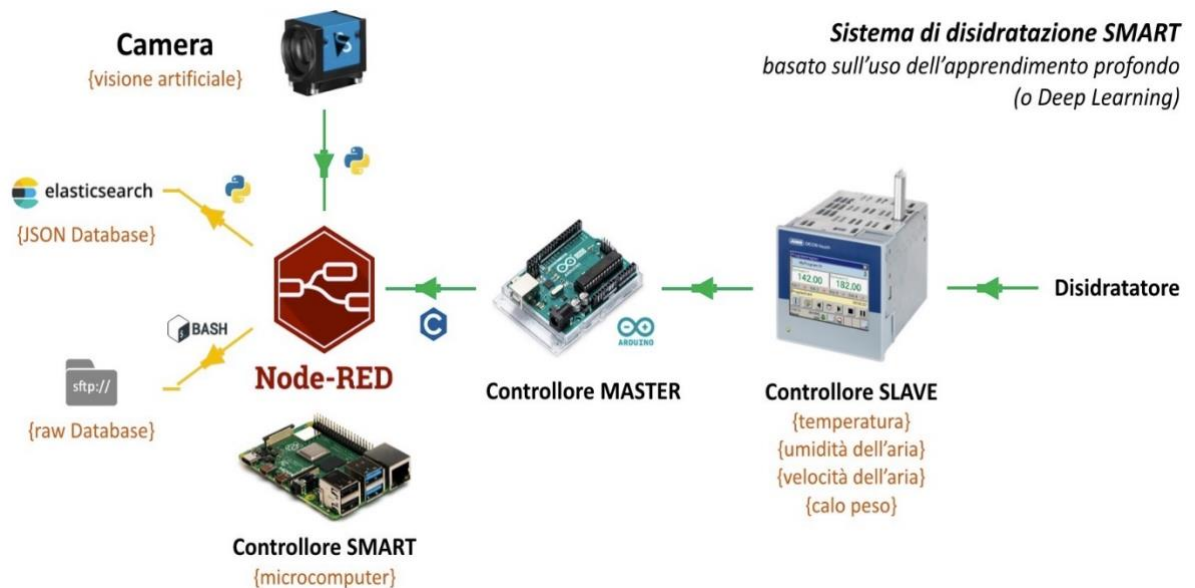 Camera
{visione artificiale}
Sistema di disidratazione SMART
basato sull'uso dell'apprendimento profondo
(o Deep Learning)
elasticsearch
{JSON Database}
BASH
sftp://
{raw Database}
Node-RED
Controllore SMART
{microcomputer}
C
ARDUINO
Controllore MASTER
142.00
182.00
Controllore SLAVE
{temperatura}
{umidità dell'aria}
{velocità dell'aria}
{calo peso}
Disidratatore